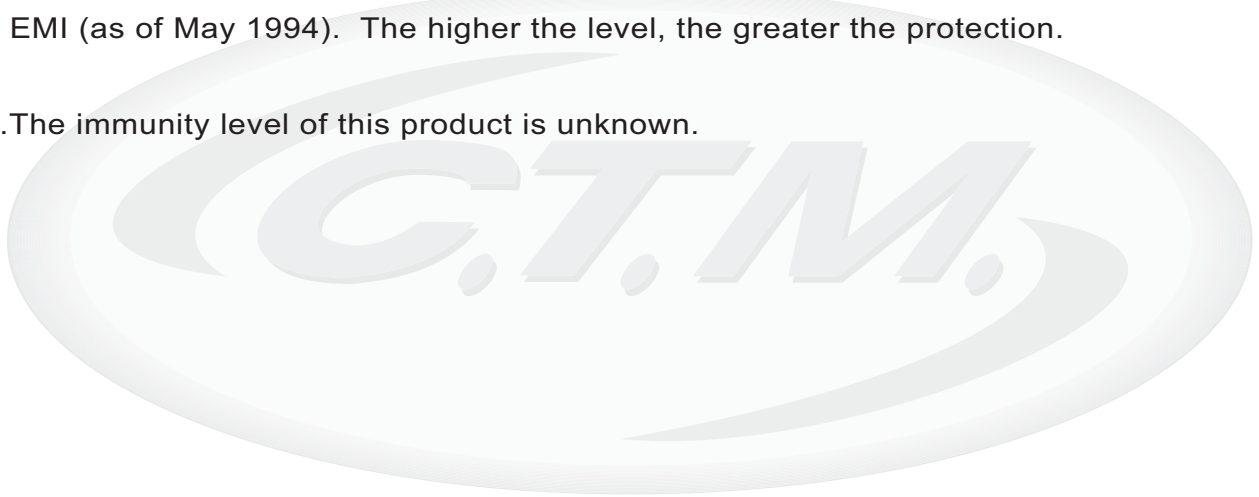 EMI (as of May 1994).  The higher the level, the greater the protection.
.The immunity level of this product is unknown.
C.T.M.